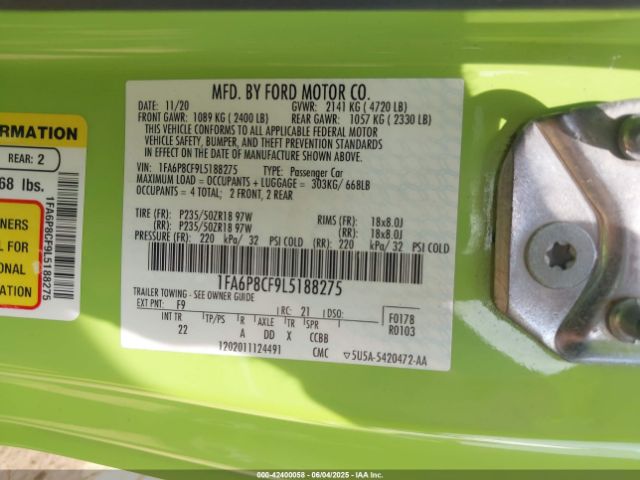 ORMATION
REAR: 2
68 lbs.
WNERS
L FOR
ONAL
ON
1FA6P8CF9L5188275
MFD. BY FORD MOTOR CO.
DATE: 11/20 GVWR: 2141 KG ( 4720 LB)
FRONT GAWR: 1089 KG ( 2400 LB) REAR GAWR: 1057 KG ( 2330 LB)
THIS VEHICLE CONFORMS TO ALL APPLICABLE FEDERAL MOTOR
VEHICLE SAFETY, BUMPER, AND THEFT PREVENTION STANDARDS
IN EFFECT ON THE DATE OF MANUFACTURE SHOWN ABOVE.
VIN: 1FA6P8CF9L5188275 TYPE: Passenger Car
MAXIMUM LOAD = OCCUPANTS + LUGGAGE = 303KG/ 668LB
OCCUPANTS = 4 TOTAL; 2 FRONT, 2 REAR
TIRE (FR): P235/50ZR18 97W RIMS (FR): 18x8.0J
(RR): P235/50ZR18 97W (RR): 18x8.0J
PRESSURE (FR): 220 kPa/ 32 PSI COLD (RR): 220 kPa/ 32 PSI COLD
1FA6P8CF9L5188275
TRAILER TOWING - SEE OWNER GUIDE
EXT PNT: F9 RC: 21 DSO: F0178
INT TR TP/PS R AXLE TR SPR R0103
22 A DD X CCBB
1202011124491 CMC ▽5U5A-5420472-AA
000-42400058 - 06/04/2025 - IAAI.CA